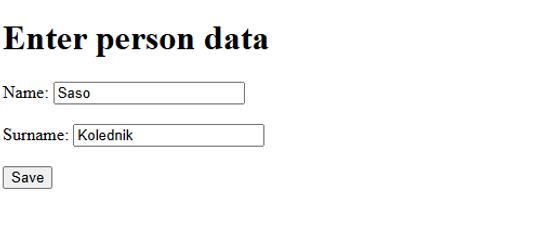 Enter person data
Name: Saso
Surname: Kolednik
Save